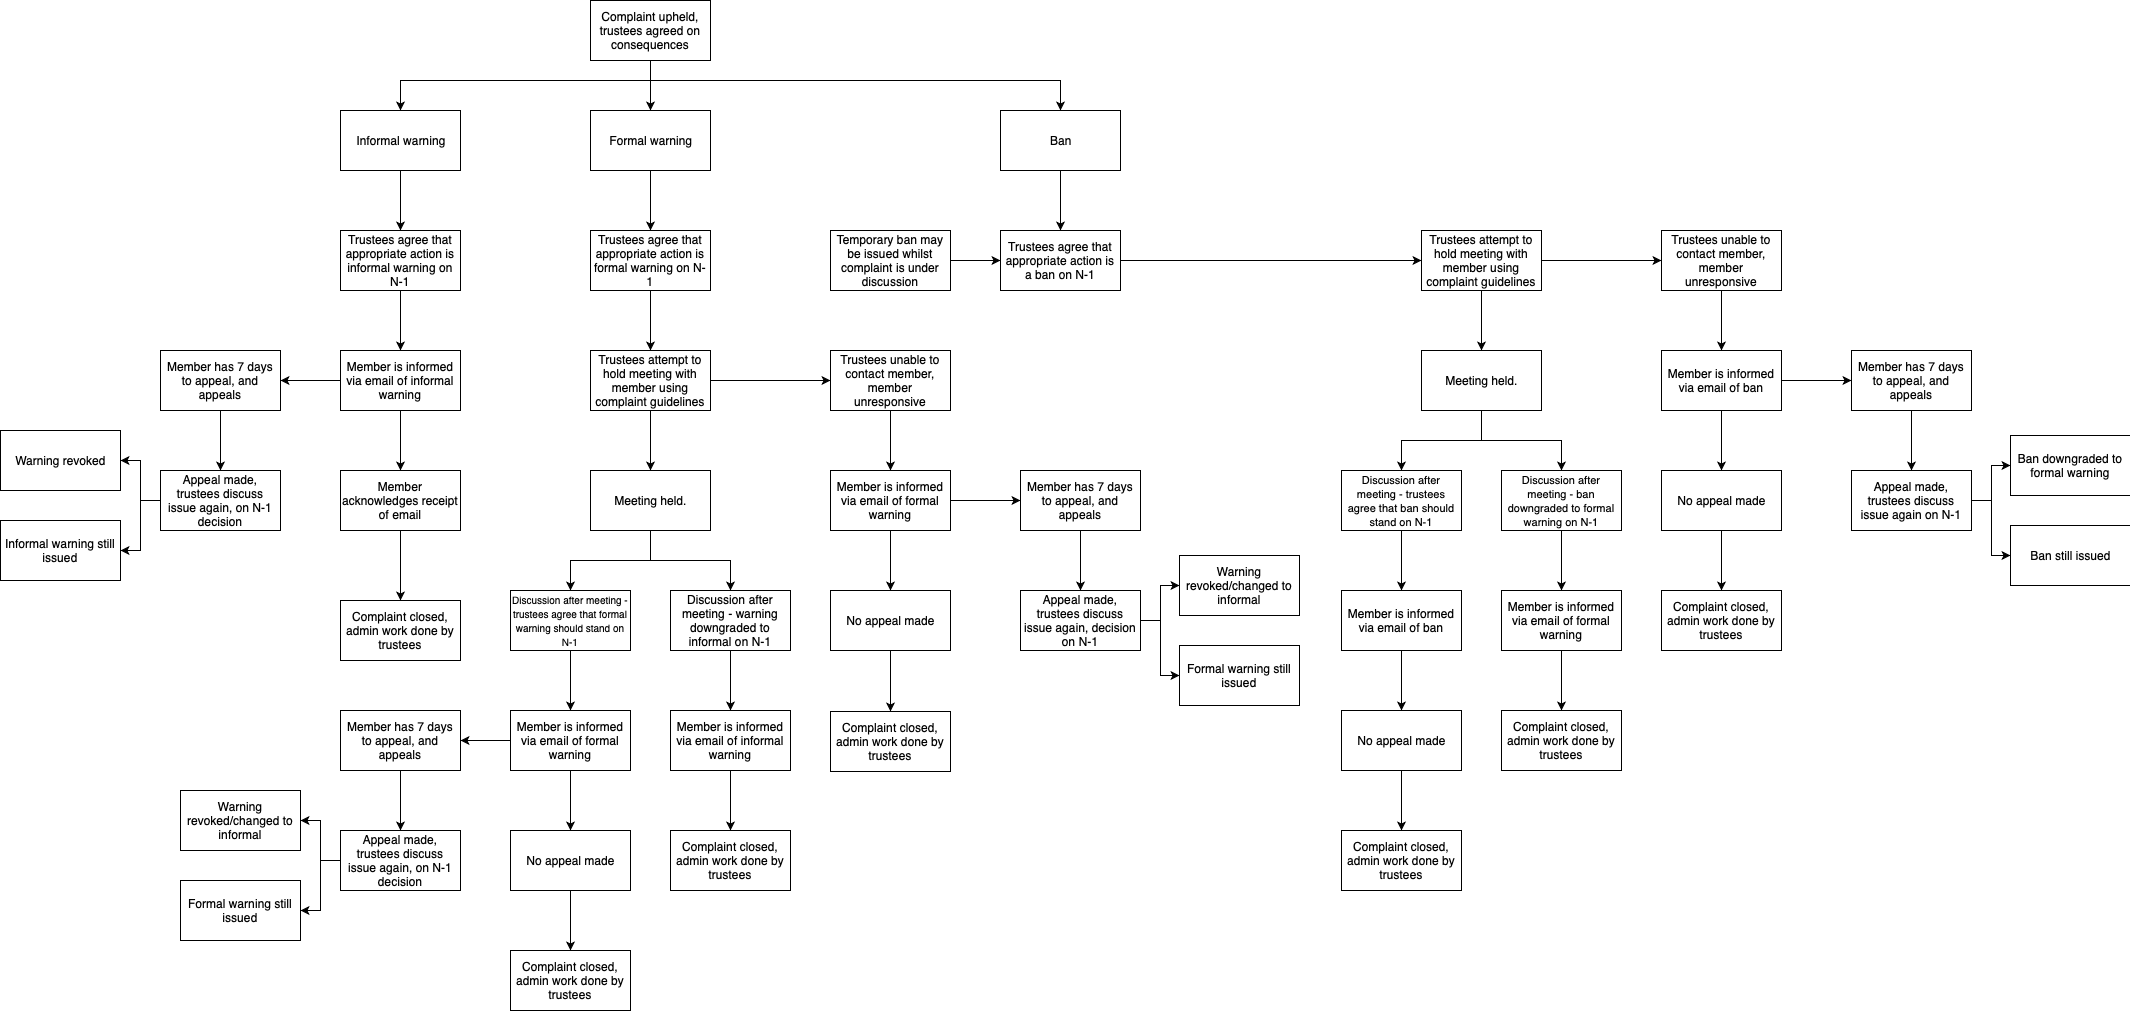 Complaint upheld,
trustees agreed on
consequences
Informal warning
Formal warning
Ban
Trustees agree that
appropriate action is
informal warning on
N-1
Trustees agree that
appropriate action is
formal warning on N-
1
Temporary ban may
be issued whilst
complaint is under
discussion
Trustees agree that
appropriate action is
a ban on N-1
Trustees attempt to
hold meeting with
member using
complaint guidelines
Trustees unable to
contact member,
member
unresponsive
Member has 7 days
to appeal, and
appeals
Member is informed
via email of informal
warning
Trustees attempt to
hold meeting with
member using
complaint guidelines
Trustees unable to
contact member,
member
unresponsive
Meeting held.
Member is informed
via email of ban
Member has 7 days
to appeal, and
appeals
Warning revoked
Informal warning still
issued
Appeal made,
trustees discuss
issue again, on N-1
decision
Member
acknowledges receipt
of email
Meeting held.
Member is informed
via email of formal
warning
Member has 7 days
to appeal, and
appeals
Discussion after
meeting - trustees
agree that ban should
stand on N-1
Discussion after
meeting - ban
downgraded to formal
warning on N-1
No appeal made
Appeal made,
trustees discuss
issue again on N-1
Ban downgraded to
formal warning
Ban still issued
Complaint closed,
admin work done by
trustees
Discussion after meeting -
trustees agree that formal
warning should stand on
N-1
Discussion after
meeting - warning
downgraded to
informal on N-1
No appeal made
Appeal made,
trustees discuss
issue again, decision
on N-1
Warning
revoked/changed to
informal
Formal warning still
issued
Member is informed
via email of ban
Member is informed
via email of formal
warning
Complaint closed,
admin work done by
trustees
Member has 7 days
to appeal, and
appeals
Member is informed
via email of formal
warning
Member is informed
via email of informal
warning
Complaint closed,
admin work done by
trustees
No appeal made
Complaint closed,
admin work done by
trustees
Warning
revoked/changed to
informal
Formal warning still
issued
Appeal made,
trustees discuss
issue again, on N-1
decision
No appeal made
Complaint closed,
admin work done by
trustees
Complaint closed,
admin work done by
trustees
Complaint closed,
admin work done by
trustees